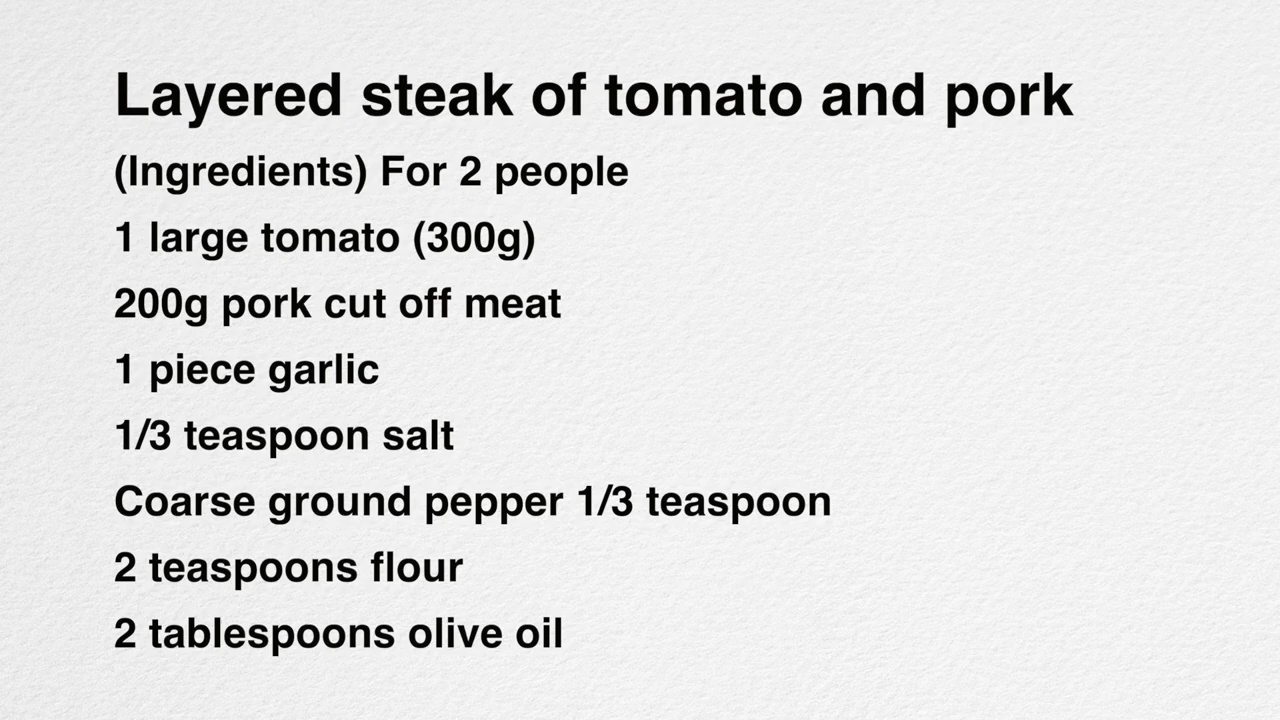 Layered steak of tomato and pork
(Ingredients) For 2 people
1 large tomato (300g)
200g pork cut off meat
1 piece garlic
1/3 teaspoon salt
Coarse ground pepper 1/3 teaspoon
2 teaspoons flour
2 tablespoons olive oil